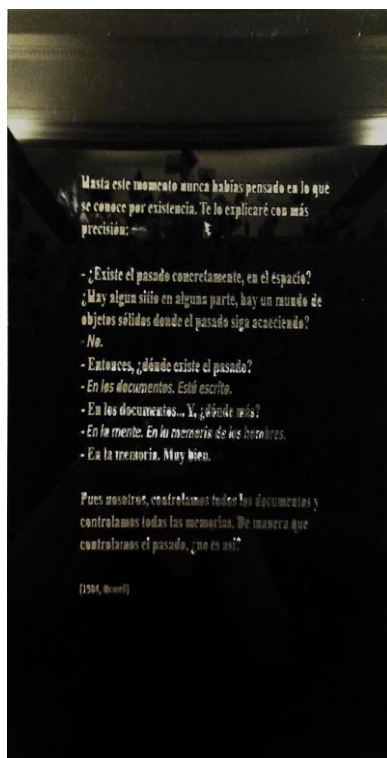 Hasta este momento nunca habías pensado en lo que
se conoce por existencia. Te lo explicaré con más
precisión:
- ¿Existe el pasado concretamente, en el espacio?
¿Hay algun sitio en alguna parte, hay un mundo de
objetos sólidos donde el pasado siga acaeciendo?
- No.
- Entonces, ¿dónde existe el pasado?
- En los documentos. Está escrito.
- En los documentos... Y, ¿dónde más?
- En la mente. En la memoria de los hombres.
- En la memoria. Muy bien.
Pues nosotros, controlamos todos los documentos y
controlamos todas las memorias. De manera que
controlamos el pasado, ¿no es así?
(1984, Orwell)